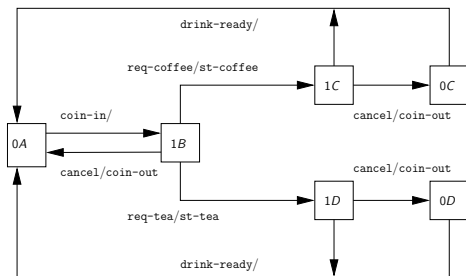 drink-ready/
req-coffee/st-coffee
1C
0C
coin-in/
cancel/coin-out
0A
1B
cancel/coin-out
cancel/coin-out
1D
0D
req-tea/st-tea
drink-ready/